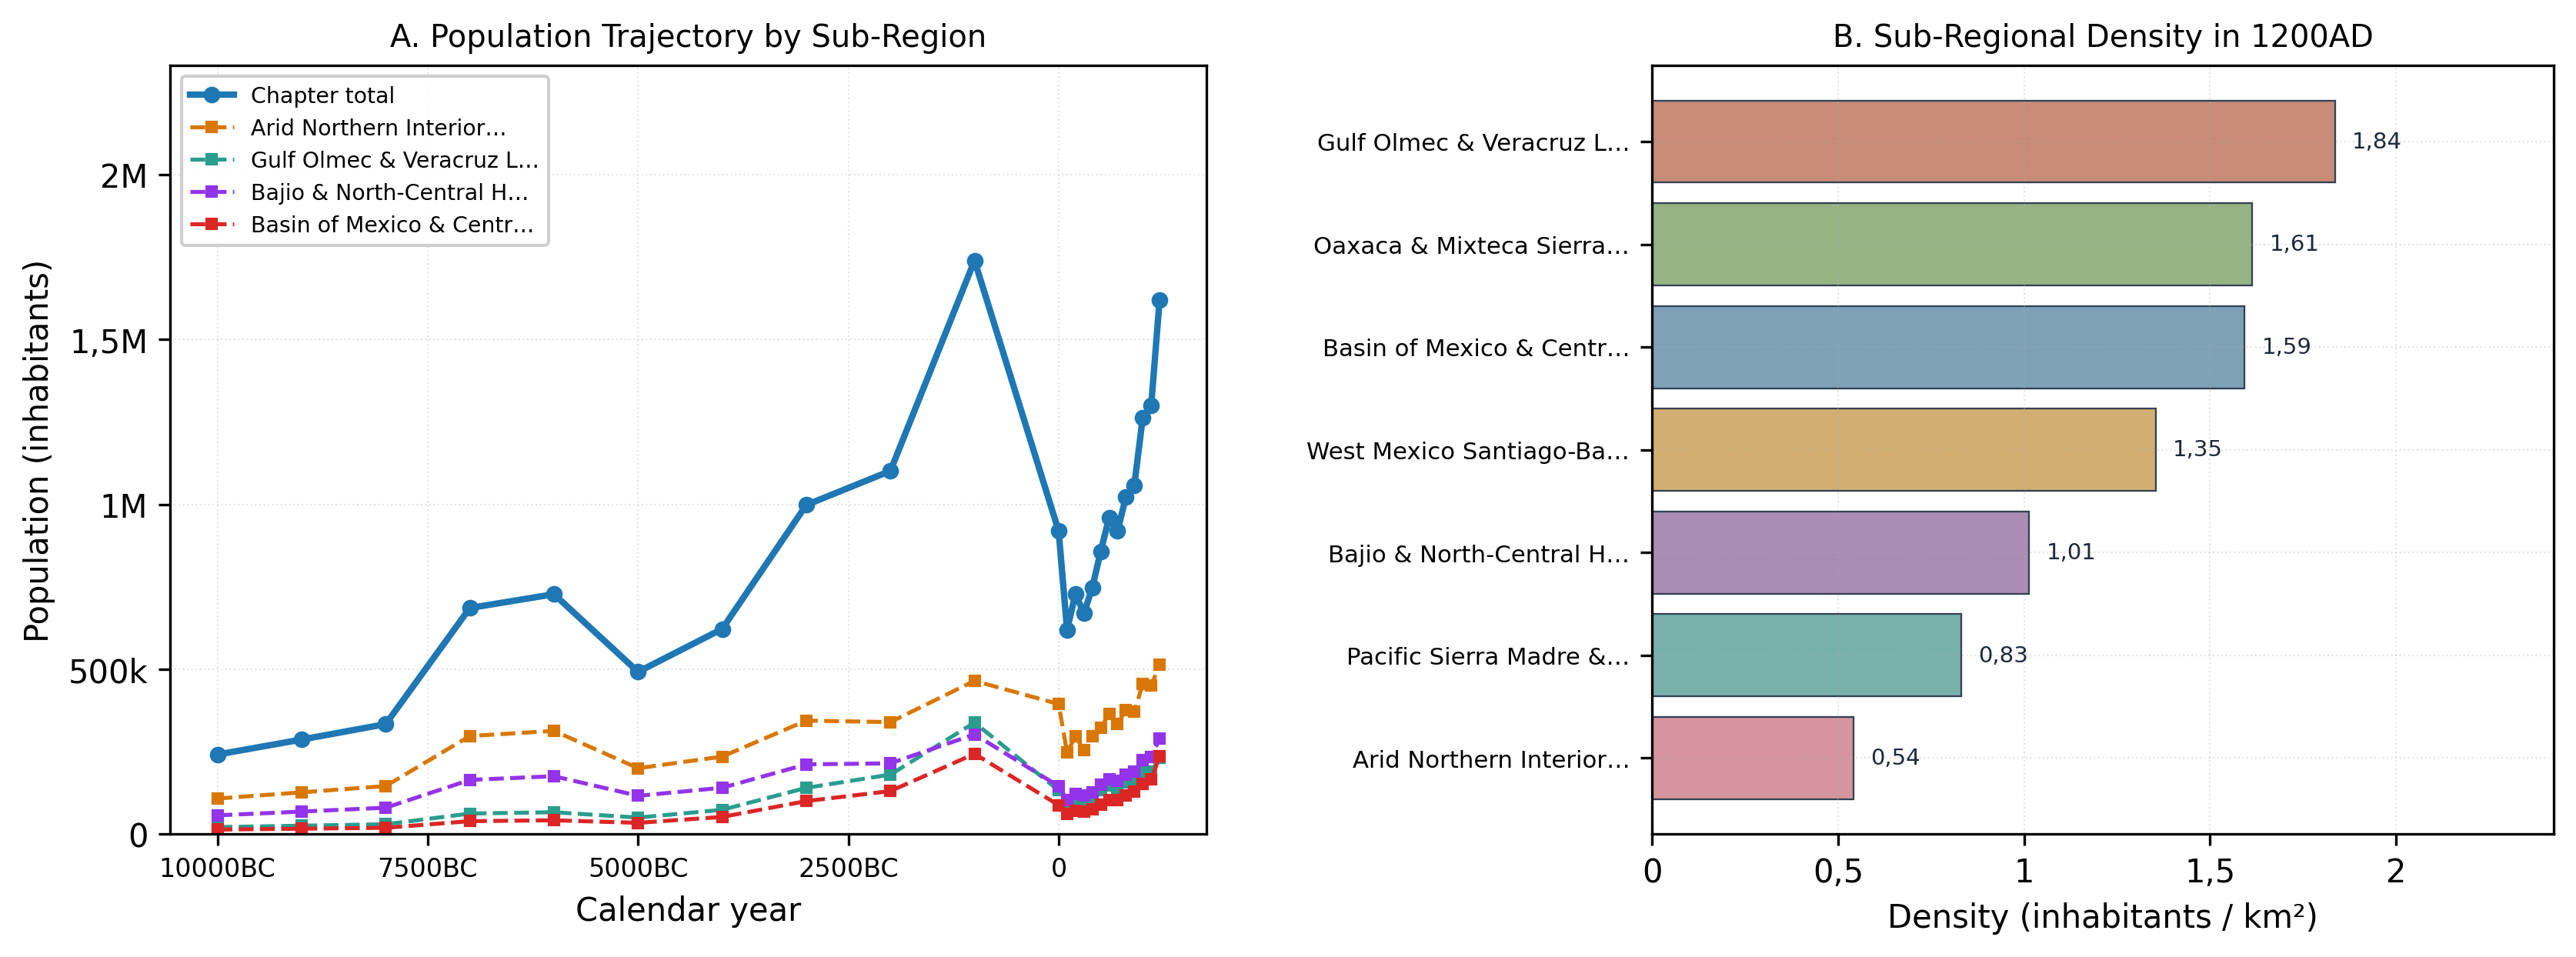 A. Population Trajectory by Sub-Region
Chapter total
Arid Northern Interior...
Gulf Olmec & Veracruz L...
Bajio & North-Central H...
Basin of Mexico & Centr...
Population (inhabitants)
2M
1,5M
1M
500k
0
10000BC 7500BC 5000BC 2500BC 0
Calendar year
B. Sub-Regional Density in 1200AD
Gulf Olmec & Veracruz L... 1,84
Oaxaca & Mixteca Sierra... 1,61
Basin of Mexico & Centr... 1,59
West Mexico Santiago-Ba... 1,35
Bajio & North-Central H... 1,01
Pacific Sierra Madre &... 0,83
Arid Northern Interior... 0,54
0 0,5 1 1,5 2
Density (inhabitants / km²)